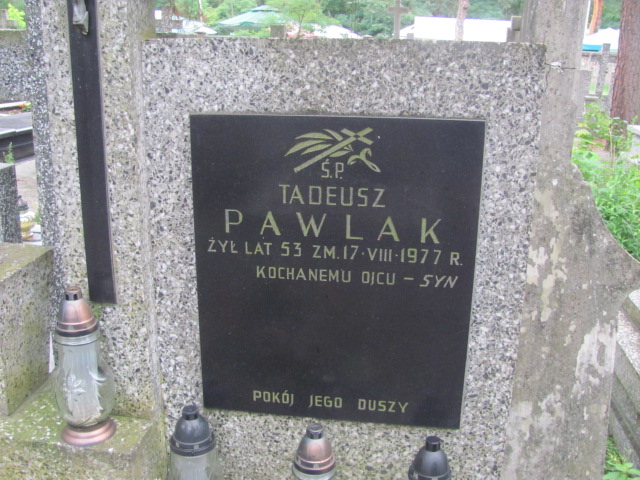 Ś.P.
TADEUSZ
PAWLAK
ŻYŁ LAT 53 ZM. 17·VIII·1977 R.
KOCHANEMU OJCU – SYN
POKÓJ JEGO DUSZY